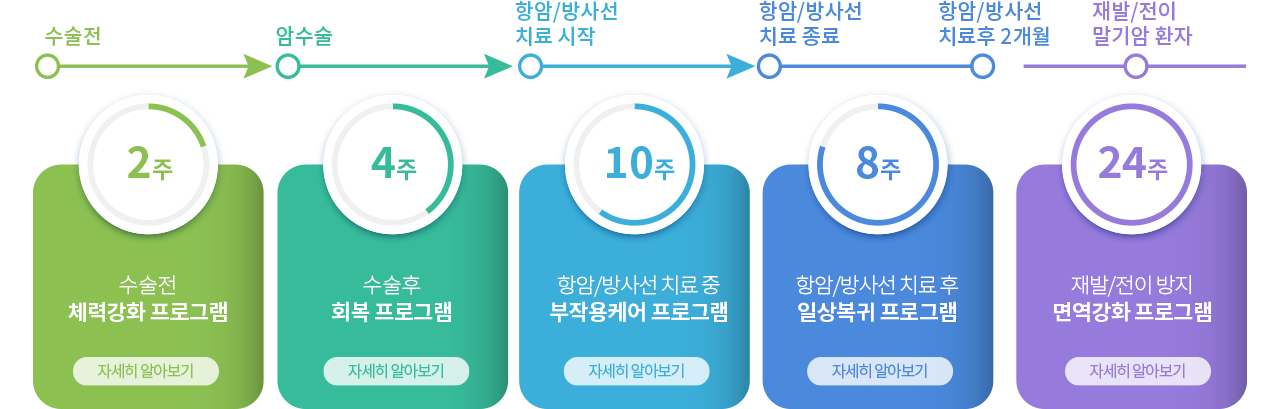 수술전
암수술
항암/방사선
치료 시작
항암/방사선
치료 종료
항암/방사선
치료후 2개월
재발/전이
말기암 환자
2주
수술전
체력강화 프로그램
자세히 알아보기
4주
수술후
회복 프로그램
자세히 알아보기
10주
항암/방사선 치료 중
부작용케어 프로그램
자세히 알아보기
8주
항암/방사선 치료 후
일상복귀 프로그램
자세히 알아보기
24주
재발/전이 방지
면역강화 프로그램
자세히 알아보기